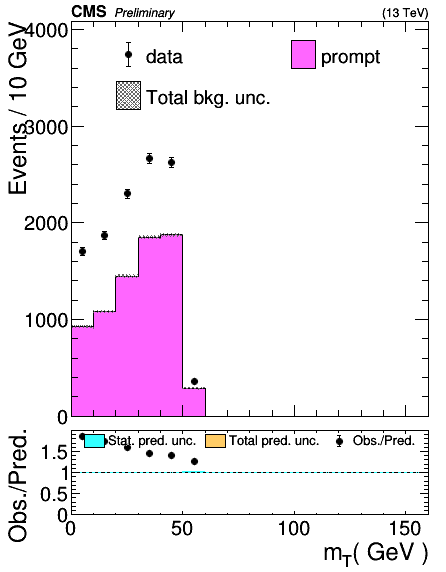 CMS Preliminary (13 TeV)
Events / 10 GeV
4000
3000
2000
1000
0
data
prompt
Total bkg. unc.
Obs./Pred.
1.5
1
0.5
0
Stat. pred. unc.
Total pred. unc.
Obs./Pred.
0 50 100 150
m_T( GeV )